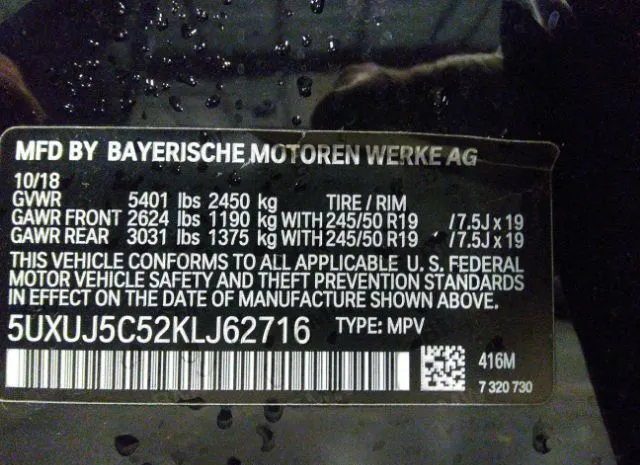 MFD BY BAYERISCHE MOTOREN WERKE AG
10/18
GVWR 5401 lbs 2450 kg TIRE / RIM
GAWR FRONT 2624 lbs 1190 kg WITH 245/50 R19 / 7.5J x 19
GAWR REAR 3031 lbs 1375 kg WITH 245/50 R19 / 7.5J x 19
THIS VEHICLE CONFORMS TO ALL APPLICABLE U. S. FEDERAL
MOTOR VEHICLE SAFETY AND THEFT PREVENTION STANDARDS
IN EFFECT ON THE DATE OF MANUFACTURE SHOWN ABOVE.
5UXUJ5C52KLJ62716 TYPE: MPV
416M
7 320 730